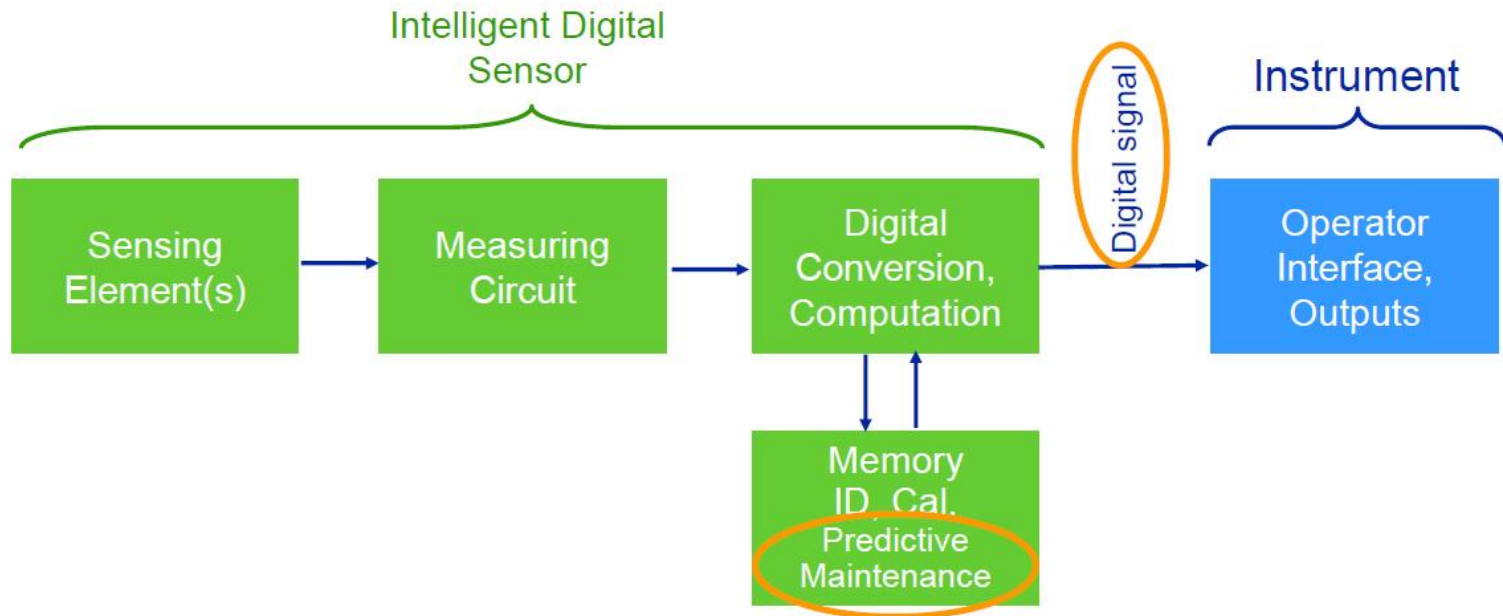 Intelligent Digital
Sensor
Digital signal
Instrument
Sensing
Element(s)
Measuring
Circuit
Digital
Conversion,
Computation
Operator
Interface,
Outputs
Memory
ID, Cal,
Predictive
Maintenance